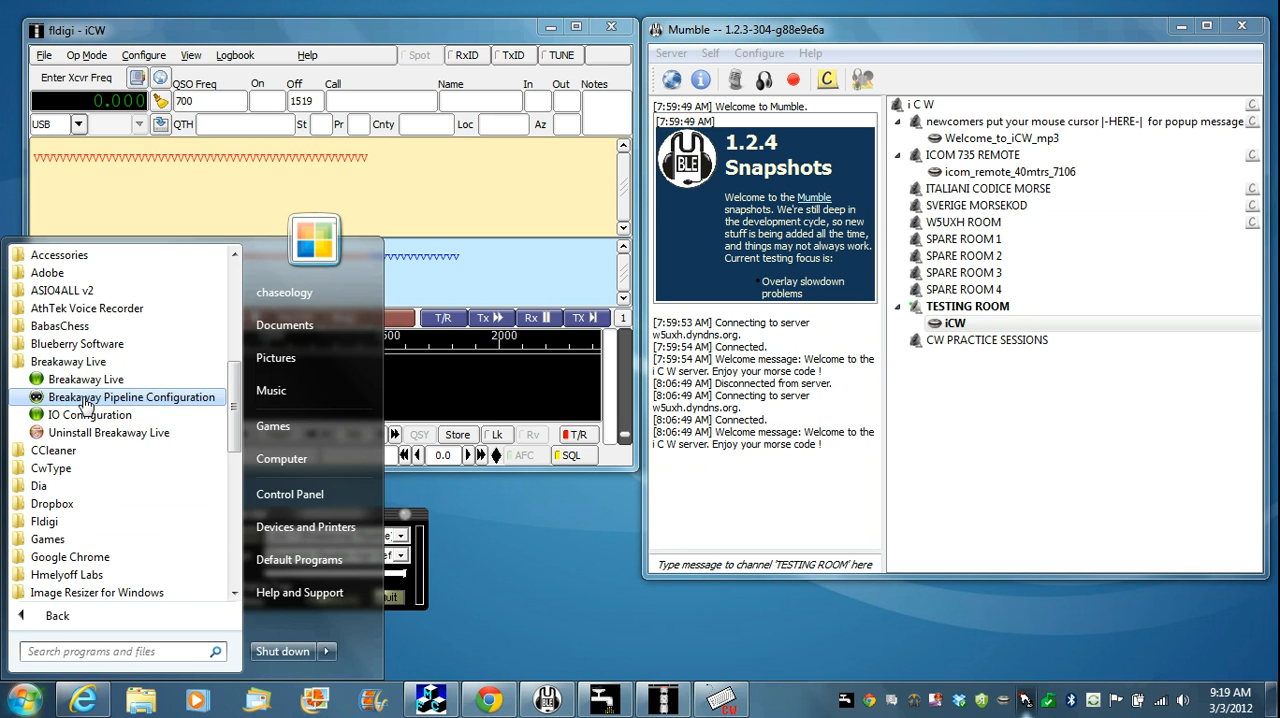 fldigi - iCW
File Op Mode Configure View Logbook Help Spot RxID TxID TUNE
Enter Xcvr Freq QSO Freq On Off Call Name In Out Notes
0.000 700 1519
USB QTH St Pr Cnty Loc Az
T/R Tx Rx TX 1
500 2000
QSY Store Lk Rv T/R
0.0 AFC SQL
Accessories
Adobe
ASIO4ALL v2
AthTek Voice Recorder
BabasChess
Blueberry Software
Breakaway Live
Breakaway Live
Breakaway Pipeline Configuration
IO Configuration
Uninstall Breakaway Live
CCleaner
CwType
Dia
Dropbox
Fldigi
Games
Google Chrome
Hmelyoff Labs
Image Resizer for Windows
Back
Search programs and files
chaseology
Documents
Pictures
Music
Games
Computer
Control Panel
Devices and Printers
Default Programs
Help and Support
Shut down
Mumble -- 1.2.3-304-g88e9e6a
Server Self Configure Help
[7:59:49 AM] Welcome to Mumble.
[7:59:49 AM]
BLE
1.2.4
Snapshots
Welcome to the Mumble
snapshots. We're still deep in
the development cycle, so new
stuff is being added all the time,
and things may not always work.
Current testing focus is:
Overlay slowdown
problems
[7:59:53 AM] Connecting to server
w5uxh.dyndns.org.
[7:59:54 AM] Connected.
[7:59:54 AM] Welcome message: Welcome to the
i C W server. Enjoy your morse code !
[8:06:49 AM] Disconnected from server.
[8:06:49 AM] Connecting to server
w5uxh.dyndns.org.
[8:06:49 AM] Connected.
[8:06:49 AM] Welcome message: Welcome to the
i C W server. Enjoy your morse code !
Type message to channel 'TESTING ROOM' here
i C W
newcomers put your mouse cursor |-HERE-| for popup message
Welcome_to_iCW_mp3
ICOM 735 REMOTE
icom_remote_40mtrs_7106
ITALIANI CODICE MORSE
SVERIGE MORSEKOD
W5UXH ROOM
SPARE ROOM 1
SPARE ROOM 2
SPARE ROOM 3
SPARE ROOM 4
TESTING ROOM
iCW
CW PRACTICE SESSIONS
CW
9:19 AM
3/3/2012